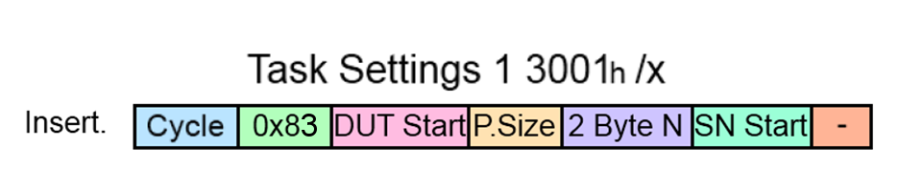 Task Settings 1 3001h /x
Insert. Cycle 0x83 DUT Start P.Size 2 Byte N SN Start -